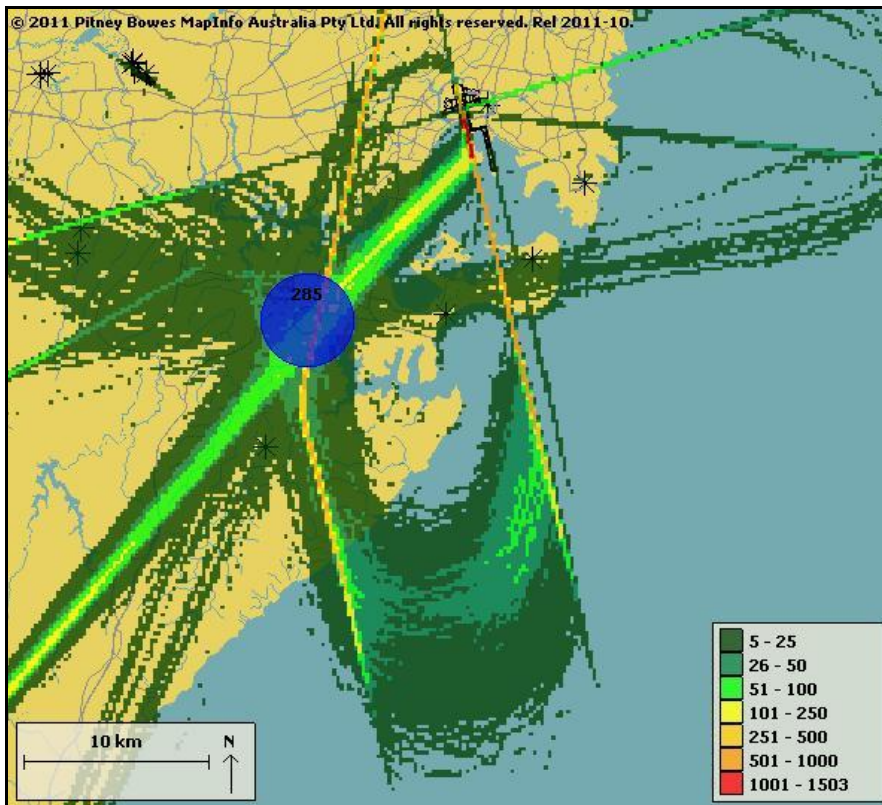 © 2011 Pitney Bowes MapInfo Australia Pty Ltd. All rights reserved. Rel 2011-10.
285
5 - 25
26 - 50
51 - 100
101 - 250
251 - 500
501 - 1000
1001 - 1503
10 km
N